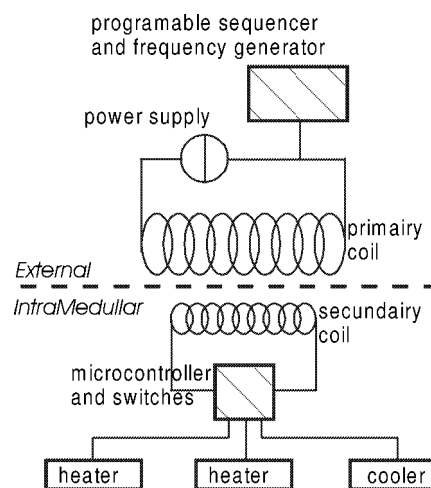 programable sequencer
and frequency generator
power supply
primairy
coil
External
IntraMedullar
secundairy
coil
microcontroller
and switches
heater
heater
cooler